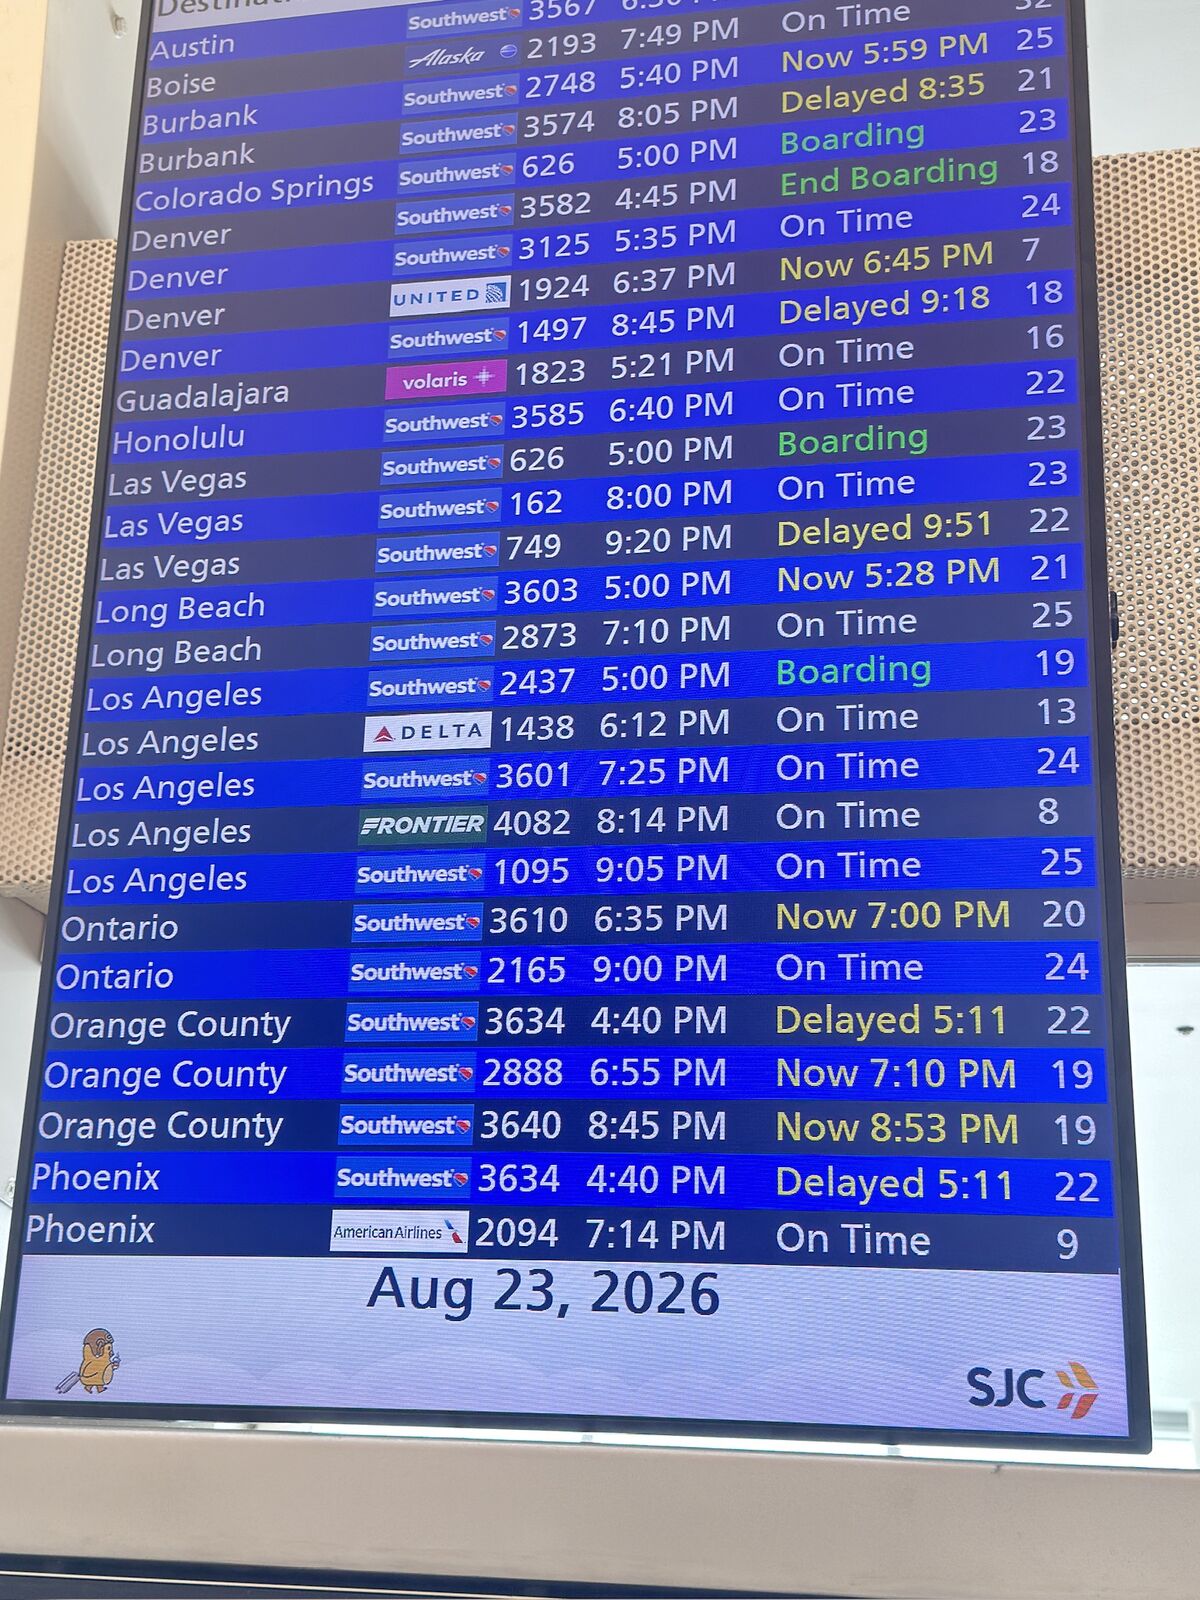 Austin Southwest 3567
Boise Alaska 2193 7:49 PM On Time
Burbank Southwest 2748 5:40 PM Now 5:59 PM 25
Burbank Southwest 3574 8:05 PM Delayed 8:35 21
Colorado Springs Southwest 626 5:00 PM Boarding 23
Denver Southwest 3582 4:45 PM End Boarding 18
Denver Southwest 3125 5:35 PM On Time 24
Denver UNITED 1924 6:37 PM Now 6:45 PM 7
Denver Southwest 1497 8:45 PM Delayed 9:18 18
Guadalajara volaris 1823 5:21 PM On Time 16
Honolulu Southwest 3585 6:40 PM On Time 22
Las Vegas Southwest 626 5:00 PM Boarding 23
Las Vegas Southwest 162 8:00 PM On Time 23
Las Vegas Southwest 749 9:20 PM Delayed 9:51 22
Long Beach Southwest 3603 5:00 PM Now 5:28 PM 21
Long Beach Southwest 2873 7:10 PM On Time 25
Los Angeles Southwest 2437 5:00 PM Boarding 19
Los Angeles DELTA 1438 6:12 PM On Time 13
Los Angeles Southwest 3601 7:25 PM On Time 24
Los Angeles FRONTIER 4082 8:14 PM On Time 8
Los Angeles Southwest 1095 9:05 PM On Time 25
Ontario Southwest 3610 6:35 PM Now 7:00 PM 20
Ontario Southwest 2165 9:00 PM On Time 24
Orange County Southwest 3634 4:40 PM Delayed 5:11 22
Orange County Southwest 2888 6:55 PM Now 7:10 PM 19
Orange County Southwest 3640 8:45 PM Now 8:53 PM 19
Phoenix Southwest 3634 4:40 PM Delayed 5:11 22
Phoenix American Airlines 2094 7:14 PM On Time 9
Aug 23, 2026
SJC